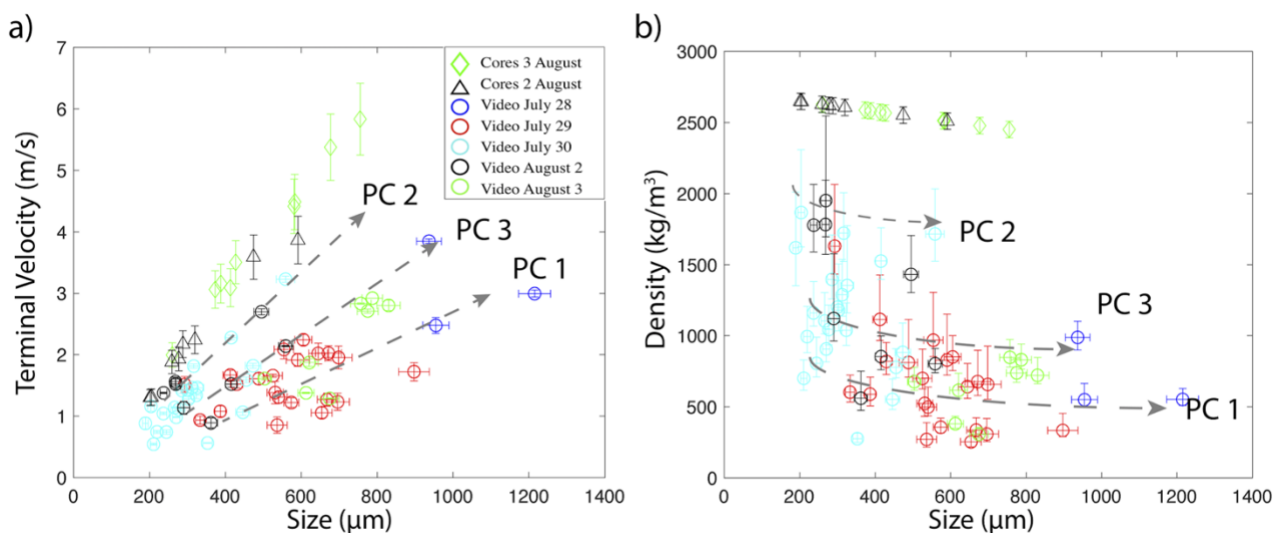 a)
7
6
5
4
3
2
1
0
Terminal Velocity (m/s)
Cores 3 August
Cores 2 August
Video July 28
Video July 29
Video July 30
Video August 2
Video August 3
PC 2
PC 3
PC 1
0 200 400 600 800 1000 1200 1400
Size (μm)
b)
3000
2500
2000
1500
1000
500
0
Density (kg/m³)
PC 2
PC 3
PC 1
0 200 400 600 800 1000 1200 1400
Size (μm)